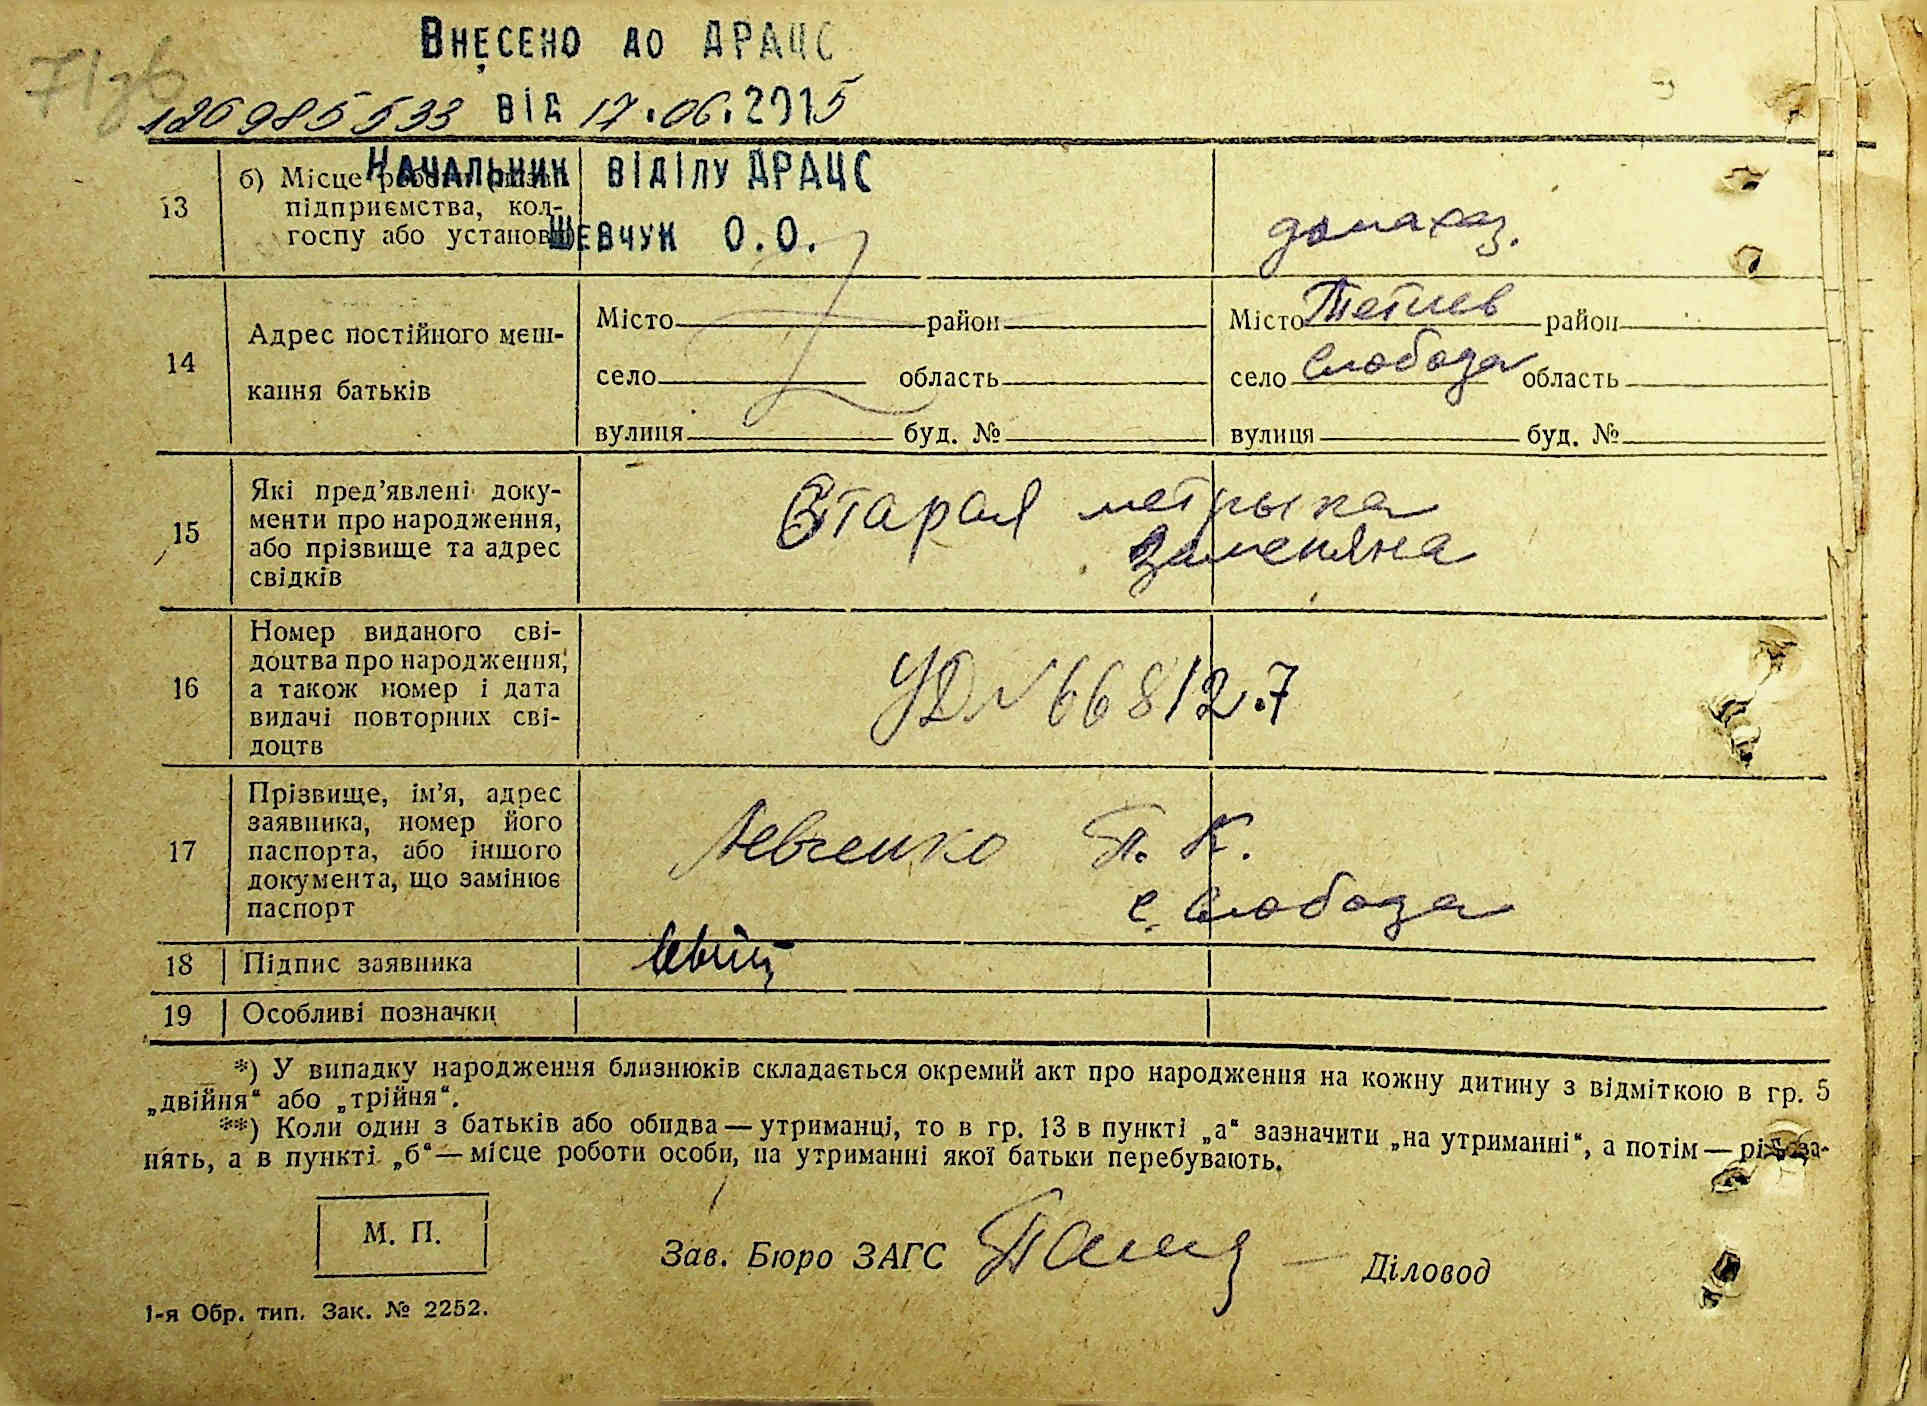 Внесено до ДРАЦС
126985533 від 17.06.2015
Начальник відділу ДРАЦС
Шевчук О.О.
13 б) Місце
підприємства, кол-
госпу або установи
домахаз.
14 Адрес постійного меш-
кання батьків
Місто район Місто Тетиев район
село область село Слобода область
вулиця буд. № вулиця буд. №
15 Які пред’явлені доку-
менти про народження,
або прізвище та адрес
свідків
Старая метрыка
заменяна
16 Номер виданого сві-
доцтва про народження,
а також номер і дата
видачі повторних сві-
доцтв
УД № 668127
17 Прізвище, ім’я, адрес
заявника, номер його
паспорта, або іншого
документа, що замінює
паспорт
Левченко П. К.
с. Слобода
18 Підпис заявника
19 Особливі позначки
*) У випадку народження близнюків складається окремий акт про народження на кожну дитину з відміткою в гр. 5
„двійня“ або „трійня“.
**) Коли один з батьків або обидва — утриманці, то в гр. 13 в пункті „а“ зазначити „на утриманні“, а потім — рід за-
нять, а в пункті „б“ — місце роботи особи, на утриманні якої батьки перебувають.
М. П.
Зав. Бюро ЗАГС Діловод
1-я Обр. тип. Зак. № 2252.